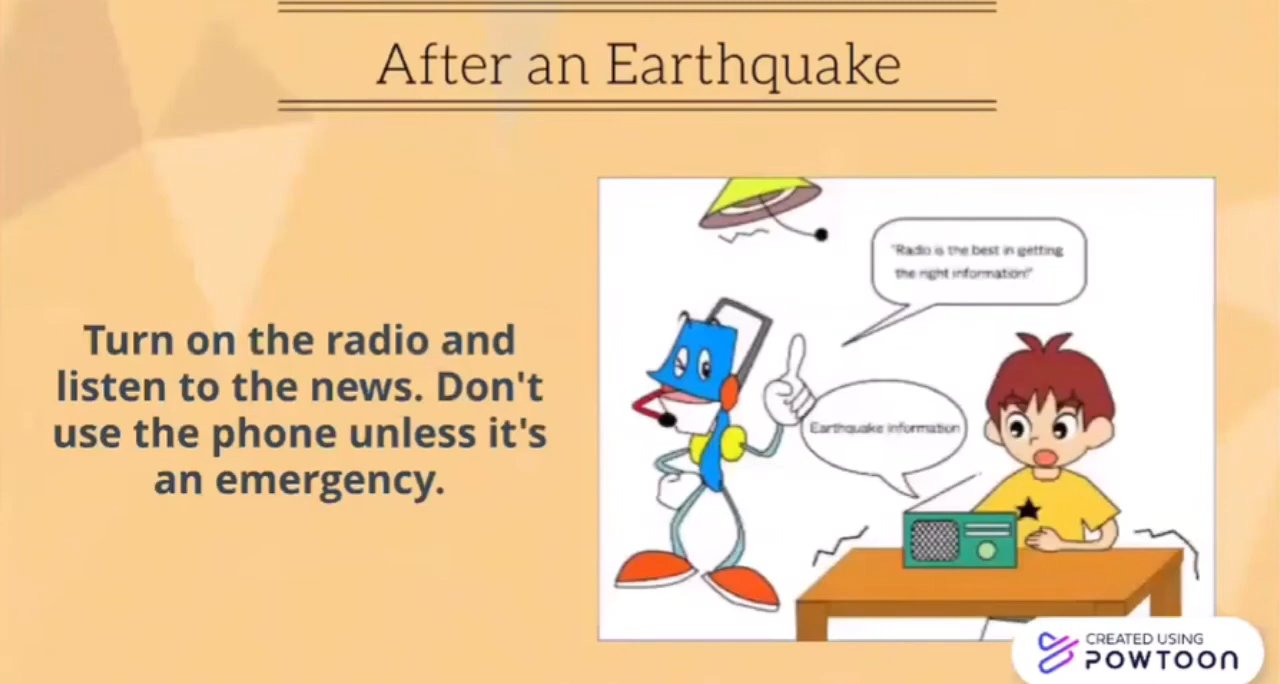 After an Earthquake
Turn on the radio and
listen to the news. Don't
use the phone unless it's
an emergency.
"Radio is the best in getting
the right information"
Earthquake information
CREATED USING
POWTOON